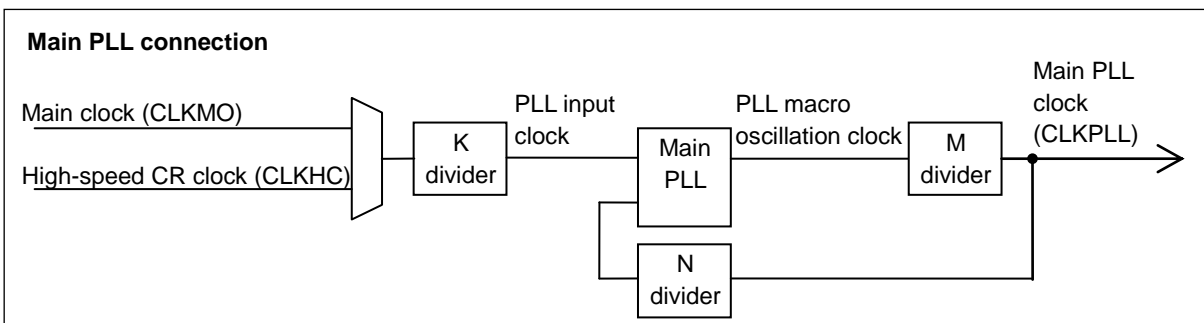 Main PLL connection
Main clock (CLKMO)
High-speed CR clock (CLKHC)
K
divider
PLL input
clock
Main
PLL
PLL macro
oscillation clock
M
divider
Main PLL
clock
(CLKPLL)
N
divider